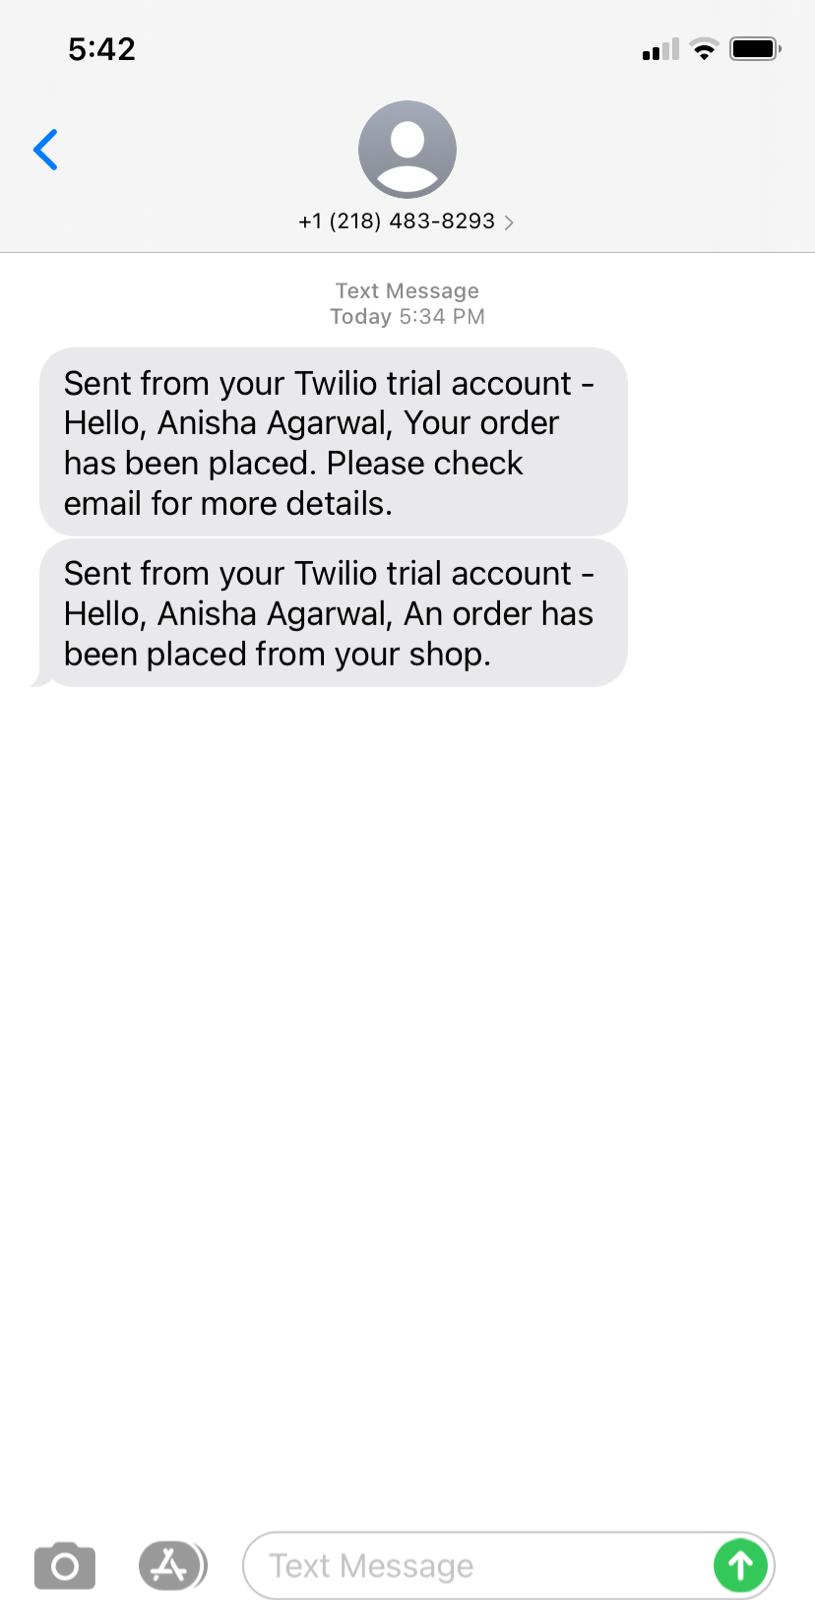 5:42
+1 (218) 483-8293
Text Message
Today 5:34 PM
Sent from your Twilio trial account -
Hello, Anisha Agarwal, Your order
has been placed. Please check
email for more details.
Sent from your Twilio trial account -
Hello, Anisha Agarwal, An order has
been placed from your shop.
Text Message